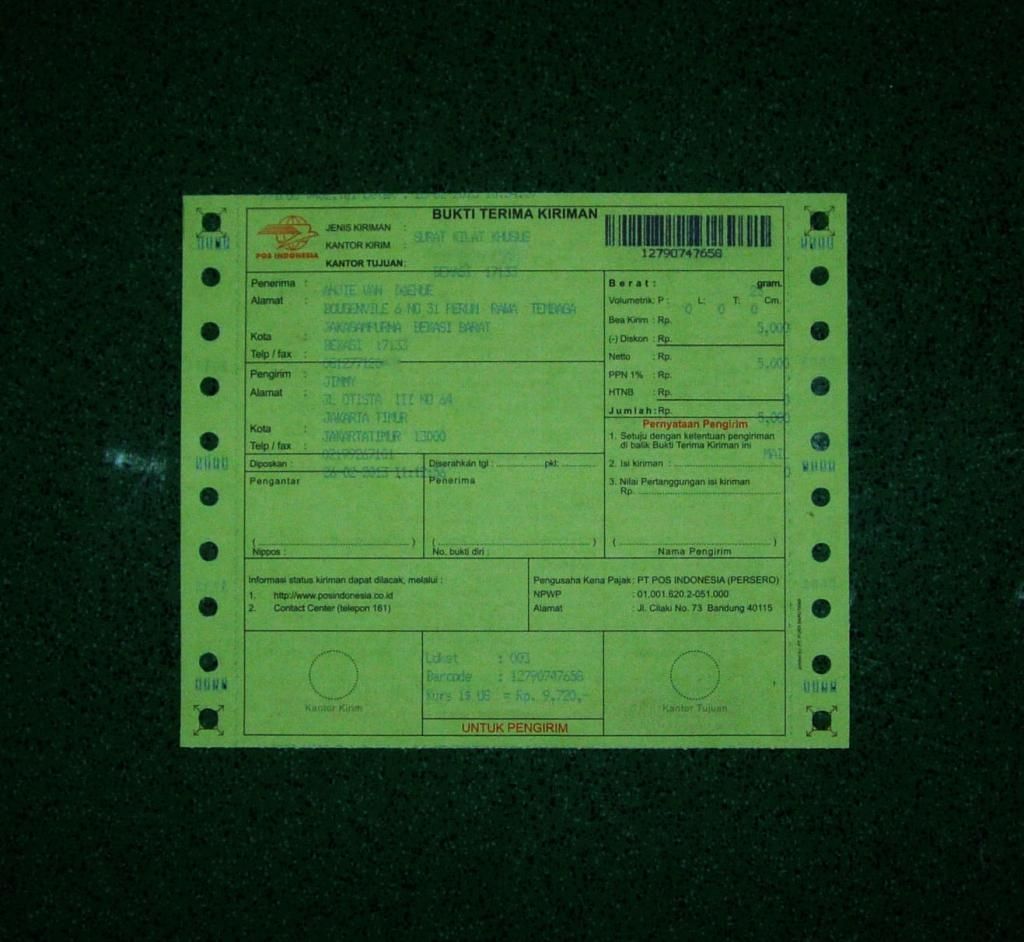 BUKTI TERIMA KIRIMAN
POS INDONESIA
JENIS KIRIMAN : SURAT KILAT KHUSUS
KANTOR KIRIM :
KANTOR TUJUAN: BEKASI 17133
12790747658
Penerima :
Alamat : BOUGENVILE 6 NO 31 PERUM RAWA TEMBAGA
JAKASAMPURNA BEKASI BARAT
Kota : BEKASI 17133
Telp / fax :
Pengirim : JIMMY
Alamat : JL OTISTA III NO 64
JAKARTA TIMUR
Kota : JAKARTATIMUR 13000
Telp / fax :
Berat: gram.
Volumetrik: P : 0 L: 0 T: 0 Cm.
Bea Kirim : Rp. 5,000
(-) Diskon : Rp.
Netto : Rp. 5,000
PPN 1% : Rp.
HTNB : Rp.
Jumlah: Rp. 5,000
Pernyataan Pengirim
1. Setuju dengan ketentuan pengiriman
di balik Bukti Terima Kiriman ini
2. Isi kiriman :
3. Nilai Pertanggungan isi kiriman
Rp.
Nama Pengirim
Diposkan :
Pengantar
Nippos :
Diserahkan tgl : pkl:
Penerima
No. bukti diri :
Informasi status kiriman dapat dilacak, melalui :
1. http://www.posindonesia.co.id
2. Contact Center (telepon 161)
Pengusaha Kena Pajak: PT POS INDONESIA (PERSERO)
NPWP : 01.001.620.2-051.000
Alamat : Jl. Cilaki No. 73 Bandung 40115
Kantor Kirim
Loket : 003
Barcode : 12790747658
Kurs 1$ US = Rp. 9.720,-
UNTUK PENGIRIM
Kantor Tujuan